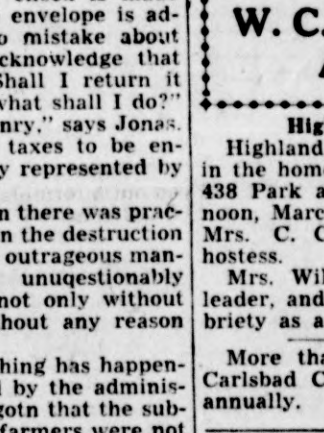 envelope is ad-
mistake about
cknowledge that
Shall I return it
what shall I do?"
nry," says Jonas.
taxes to be en-
y represented by
n there was prac-
n the destruction
outrageous man-
unuqestionably
not only without
hout any reason
hing has happen-
by the adminis-
gotn that the sub-
farmers were not
W. C.
Hig
Highland
in the hom
438 Park a
noon, Marc
Mrs. C. C
hostess.
Mrs. Wil
leader, and
briety as a
More tha
Carlsbad C
annually.